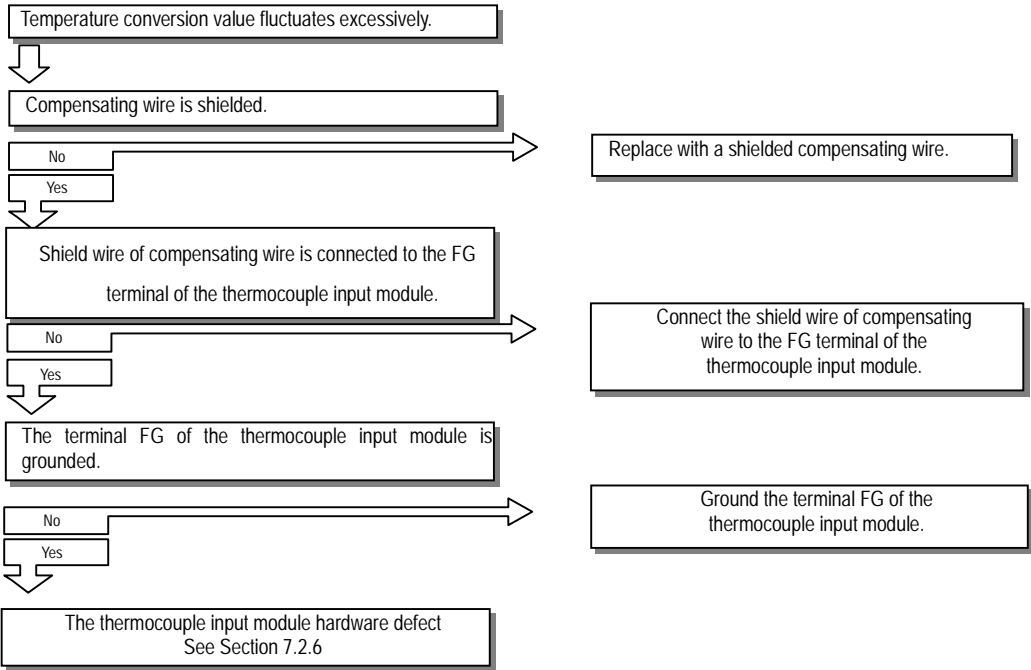 Temperature conversion value fluctuates excessively.
Compensating wire is shielded.
No
Replace with a shielded compensating wire.
Yes
Shield wire of compensating wire is connected to the FG
terminal of the thermocouple input module.
No
Connect the shield wire of compensating
wire to the FG terminal of the
thermocouple input module.
Yes
The terminal FG of the thermocouple input module is
grounded.
No
Ground the terminal FG of the
thermocouple input module.
Yes
The thermocouple input module hardware defect
See Section 7.2.6